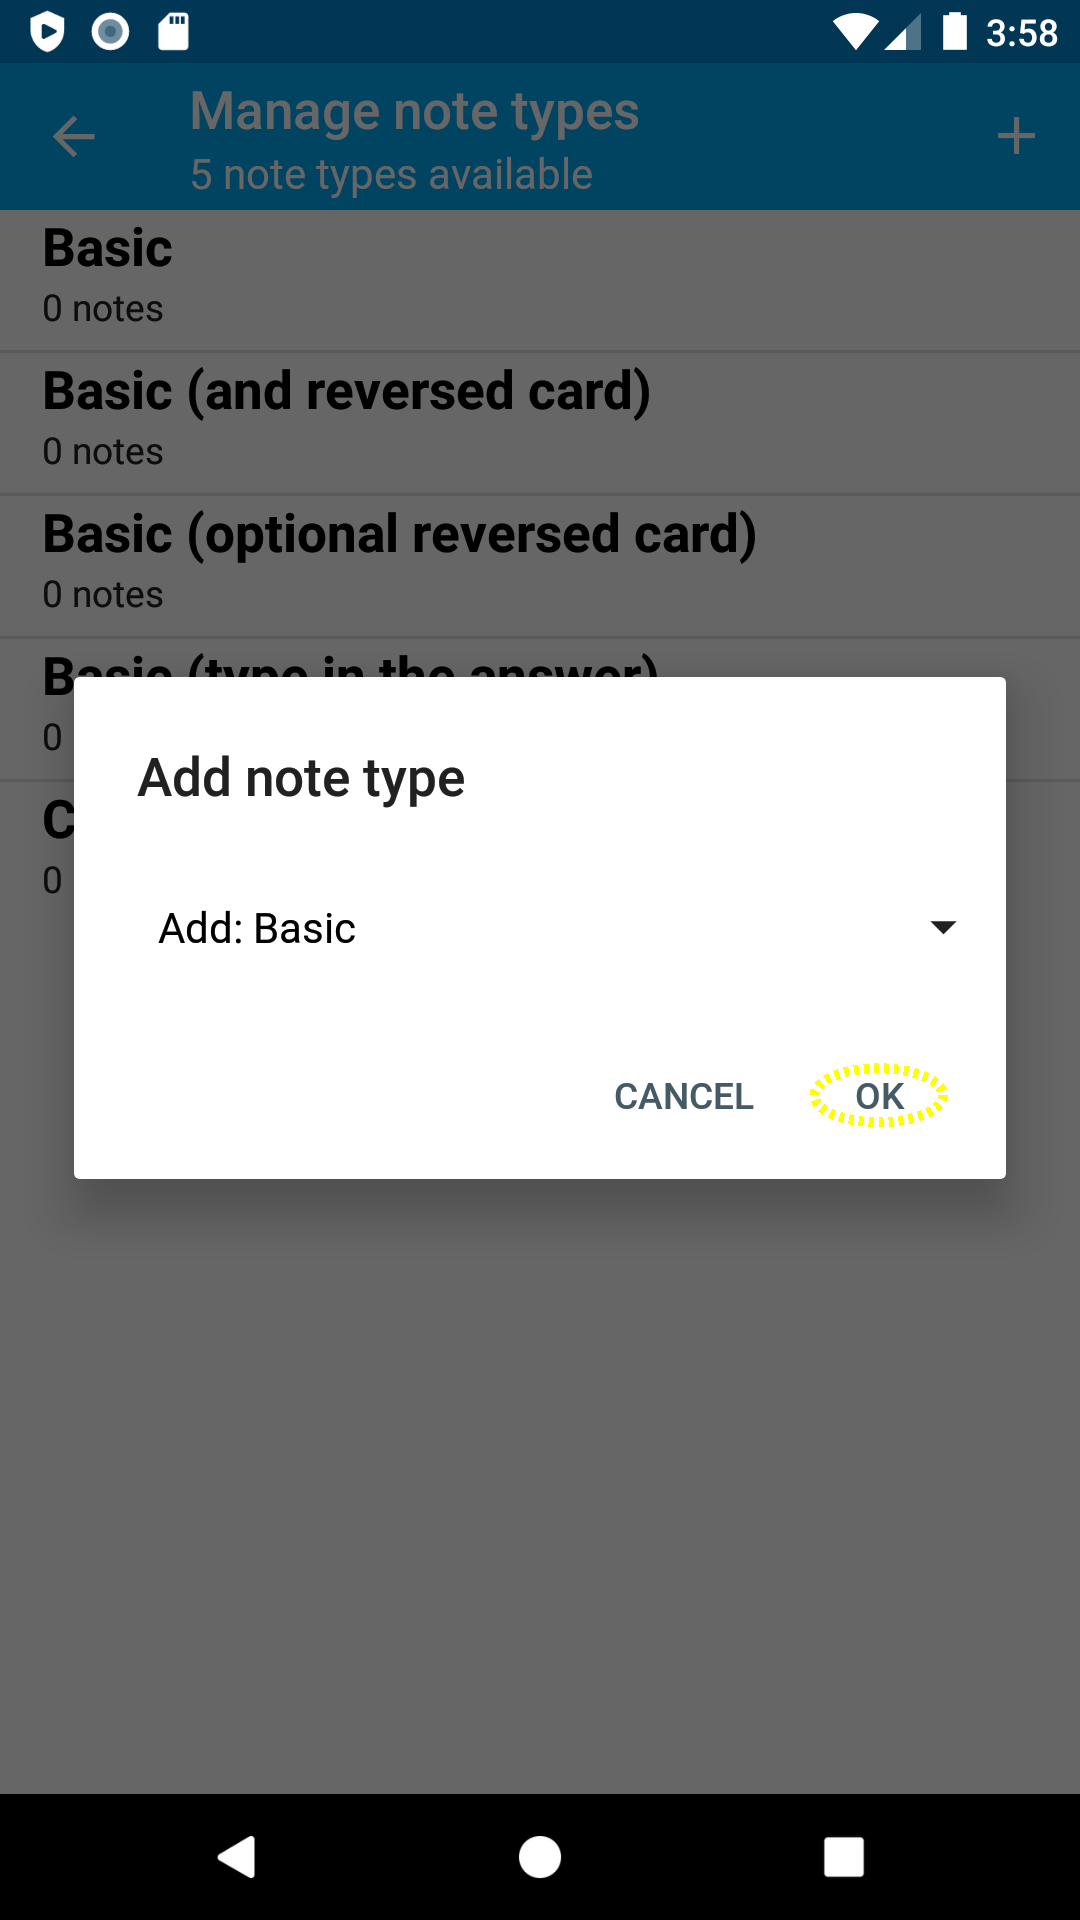 3:58
Manage note types
5 note types available
Basic
0 notes
Basic (and reversed card)
0 notes
Basic (optional reversed card)
0 notes
Basic (type in the answer)
0
C
0
Add note type
Add: Basic
CANCEL OK